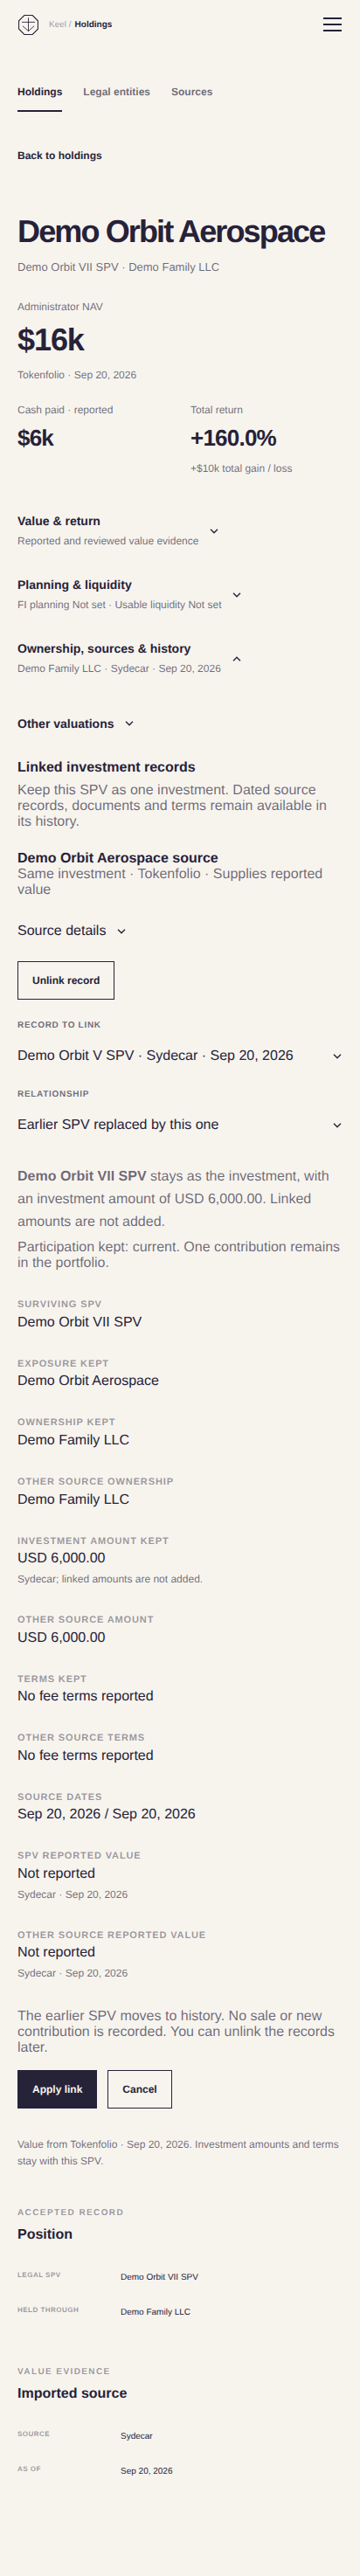 Keel / Holdings
Holdings Legal entities Sources
Back to holdings
Demo Orbit Aerospace
Demo Orbit VII SPV · Demo Family LLC
Administrator NAV
$16k
Tokenfolio · Sep 20, 2026
Cash paid · reported Total return
$6k +160.0%
+$10k total gain / loss
Value & return
Reported and reviewed value evidence
Planning & liquidity
FI planning Not set · Usable liquidity Not set
Ownership, sources & history
Demo Family LLC · Sydecar · Sep 20, 2026
Other valuations
Linked investment records
Keep this SPV as one investment. Dated source
records, documents and terms remain available in
its history.
Demo Orbit Aerospace source
Same investment · Tokenfolio · Supplies reported
value
Source details
Unlink record
RECORD TO LINK
Demo Orbit V SPV · Sydecar · Sep 20, 2026
RELATIONSHIP
Earlier SPV replaced by this one
Demo Orbit VII SPV stays as the investment, with
an investment amount of USD 6,000.00. Linked
amounts are not added.
Participation kept: current. One contribution remains
in the portfolio.
SURVIVING SPV
Demo Orbit VII SPV
EXPOSURE KEPT
Demo Orbit Aerospace
OWNERSHIP KEPT
Demo Family LLC
OTHER SOURCE OWNERSHIP
Demo Family LLC
INVESTMENT AMOUNT KEPT
USD 6,000.00
Sydecar; linked amounts are not added.
OTHER SOURCE AMOUNT
USD 6,000.00
TERMS KEPT
No fee terms reported
OTHER SOURCE TERMS
No fee terms reported
SOURCE DATES
Sep 20, 2026 / Sep 20, 2026
SPV REPORTED VALUE
Not reported
Sydecar · Sep 20, 2026
OTHER SOURCE REPORTED VALUE
Not reported
Sydecar · Sep 20, 2026
The earlier SPV moves to history. No sale or new
contribution is recorded. You can unlink the records
later.
Apply link Cancel
Value from Tokenfolio · Sep 20, 2026. Investment amounts and terms
stay with this SPV.
ACCEPTED RECORD
Position
LEGAL SPV Demo Orbit VII SPV
HELD THROUGH Demo Family LLC
VALUE EVIDENCE
Imported source
SOURCE Sydecar
AS OF Sep 20, 2026